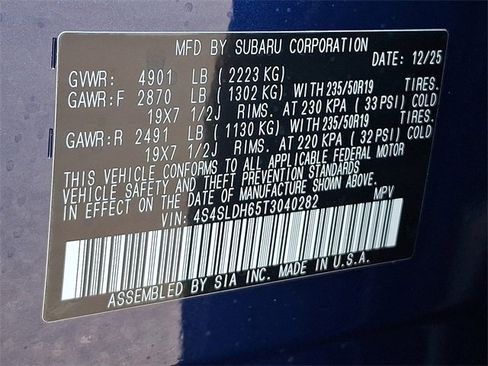 MFD BY SUBARU CORPORATION
DATE: 12/25
GVWR: 4901 LB (2223 KG)
GAWR:F 2870 LB (1302 KG) WITH 235/50R19 TIRES.
19X7 1/2J RIMS. AT 230 KPA (33 PSI) COLD
GAWR:R 2491 LB (1130 KG) WITH 235/50R19 TIRES.
19X7 1/2J RIMS. AT 220 KPA (32 PSI) COLD
THIS VEHICLE CONFORMS TO ALL APPLICABLE FEDERAL MOTOR
VEHICLE SAFETY AND THEFT PREVENTION STANDARDS
IN EFFECT ON THE DATE OF MANUFACTURE SHOWN ABOVE.
VIN: 4S4SLDH65T3040282 MPV
ASSEMBLED BY SIA INC. MADE IN U.S.A.